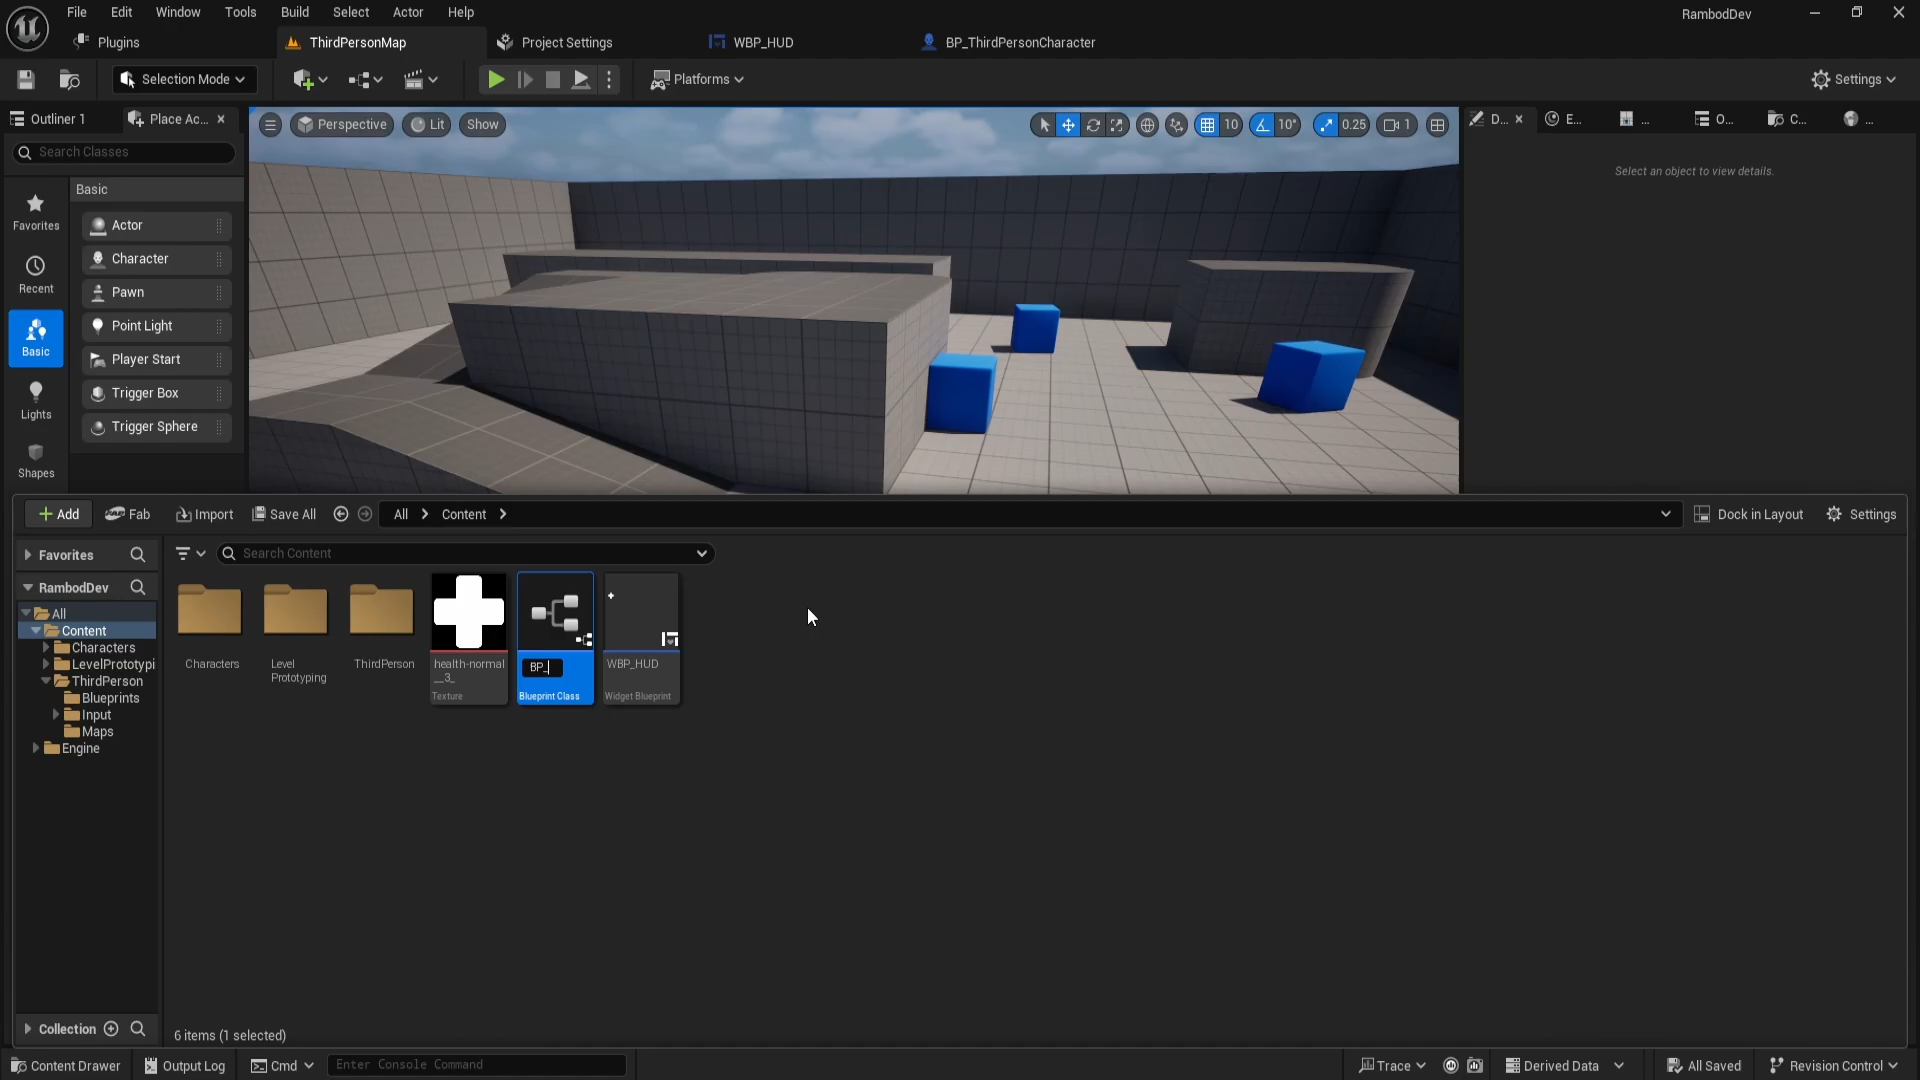 File Edit Window Tools Build Select Actor Help RambodDev
Plugins ThirdPersonMap Project Settings WBP_HUD BP_ThirdPersonCharacter
Selection Mode Platforms Settings
Outliner 1 Place Ac... Perspective Lit Show 10 10° 0.25 1 D... E... ... O... C... ...
Search Classes
Select an object to view details.
Basic
Favorites
Recent
Basic
Lights
Shapes
Actor
Character
Pawn
Point Light
Player Start
Trigger Box
Trigger Sphere
Add Fab Import Save All All Content Dock in Layout Settings
Favorites Search Content
RambodDev
All
Content
Characters
LevelPrototypi
ThirdPerson
Blueprints
Input
Maps
Engine
Characters
Level
Prototyping
ThirdPerson
health-normal
__3_
Texture
BP_
Blueprint Class
WBP_HUD
Widget Blueprint
Collection 6 items (1 selected)
Content Drawer Output Log Cmd Enter Console Command Trace Derived Data All Saved Revision Control